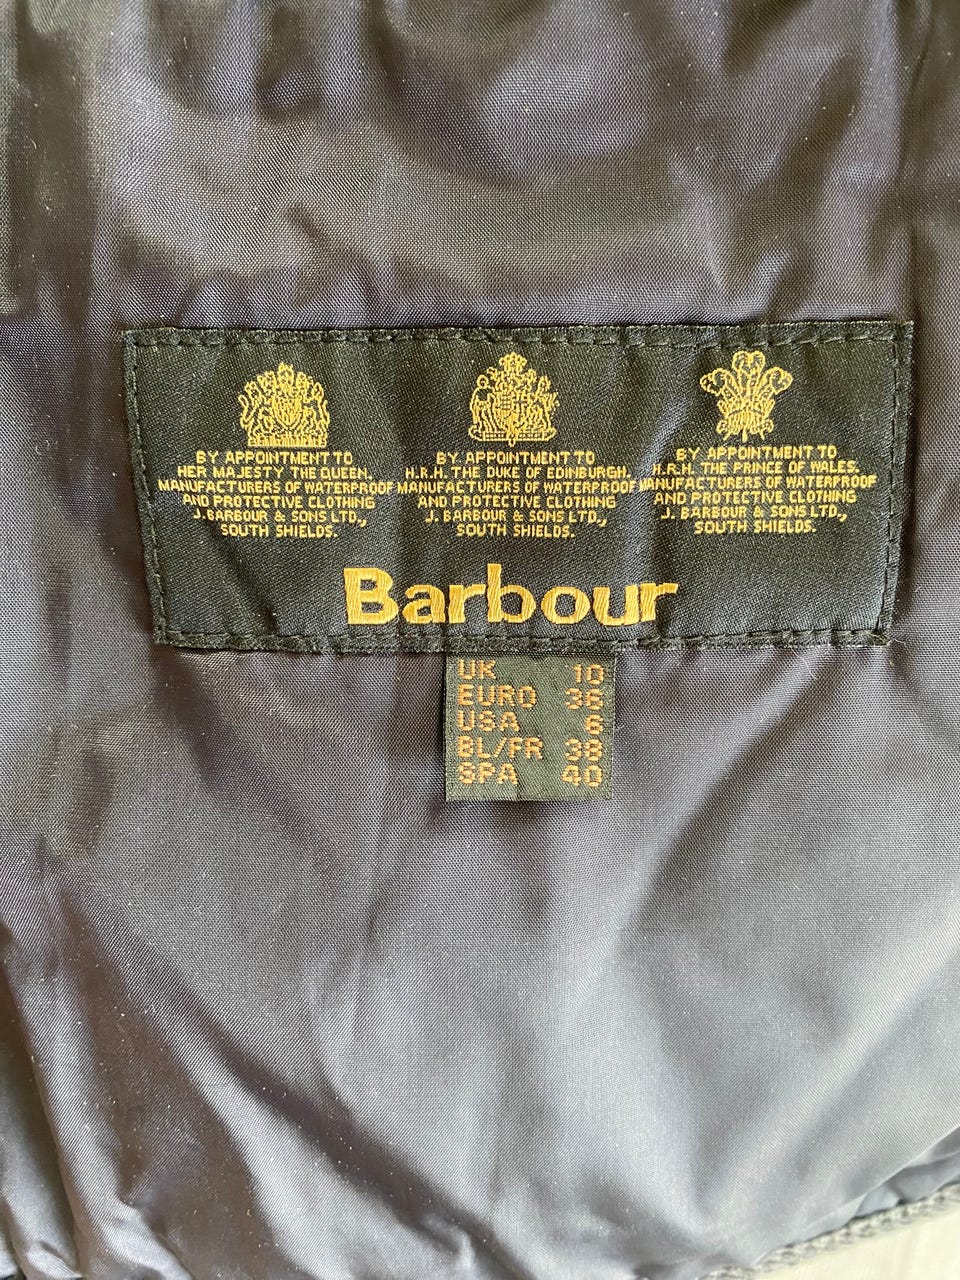 BY APPOINTMENT TO
HER MAJESTY THE QUEEN.
MANUFACTURERS OF WATERPROOF
AND PROTECTIVE CLOTHING
J. BARBOUR & SONS LTD.,
SOUTH SHIELDS.
BY APPOINTMENT TO
H.R.H. THE DUKE OF EDINBURGH.
MANUFACTURERS OF WATERPROOF
AND PROTECTIVE CLOTHING
J. BARBOUR & SONS LTD.,
SOUTH SHIELDS.
BY APPOINTMENT TO
H.R.H. THE PRINCE OF WALES.
MANUFACTURERS OF WATERPROOF
AND PROTECTIVE CLOTHING
J. BARBOUR & SONS LTD.,
SOUTH SHIELDS.
Barbour
UK 10
EURO 36
USA 6
BL/FR 38
SPA 40